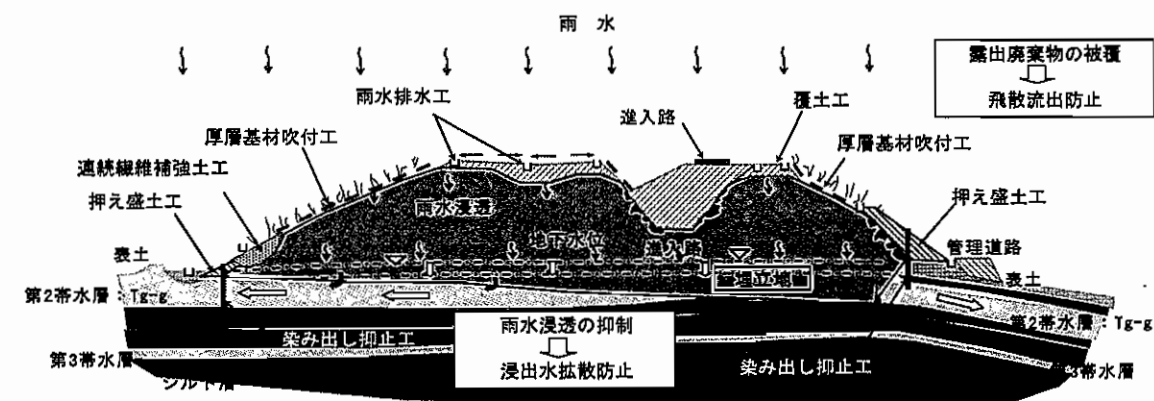 雨 水
露出廃棄物の被覆
飛散流出防止
雨水排水工
覆土工
進入路
厚層基材吹付工
厚層基材吹付工
連続繊維補強土工
押え盛土工
押え盛土工
雨水浸透
地下水位
進入路
管理道路
表土
表土
第2帯水層:Tg-g
第2帯水層:Tg-g
雨水浸透の抑制
浸出水拡散防止
染み出し抑止工
染み出し抑止工
第3帯水層
第3帯水層
シルト層